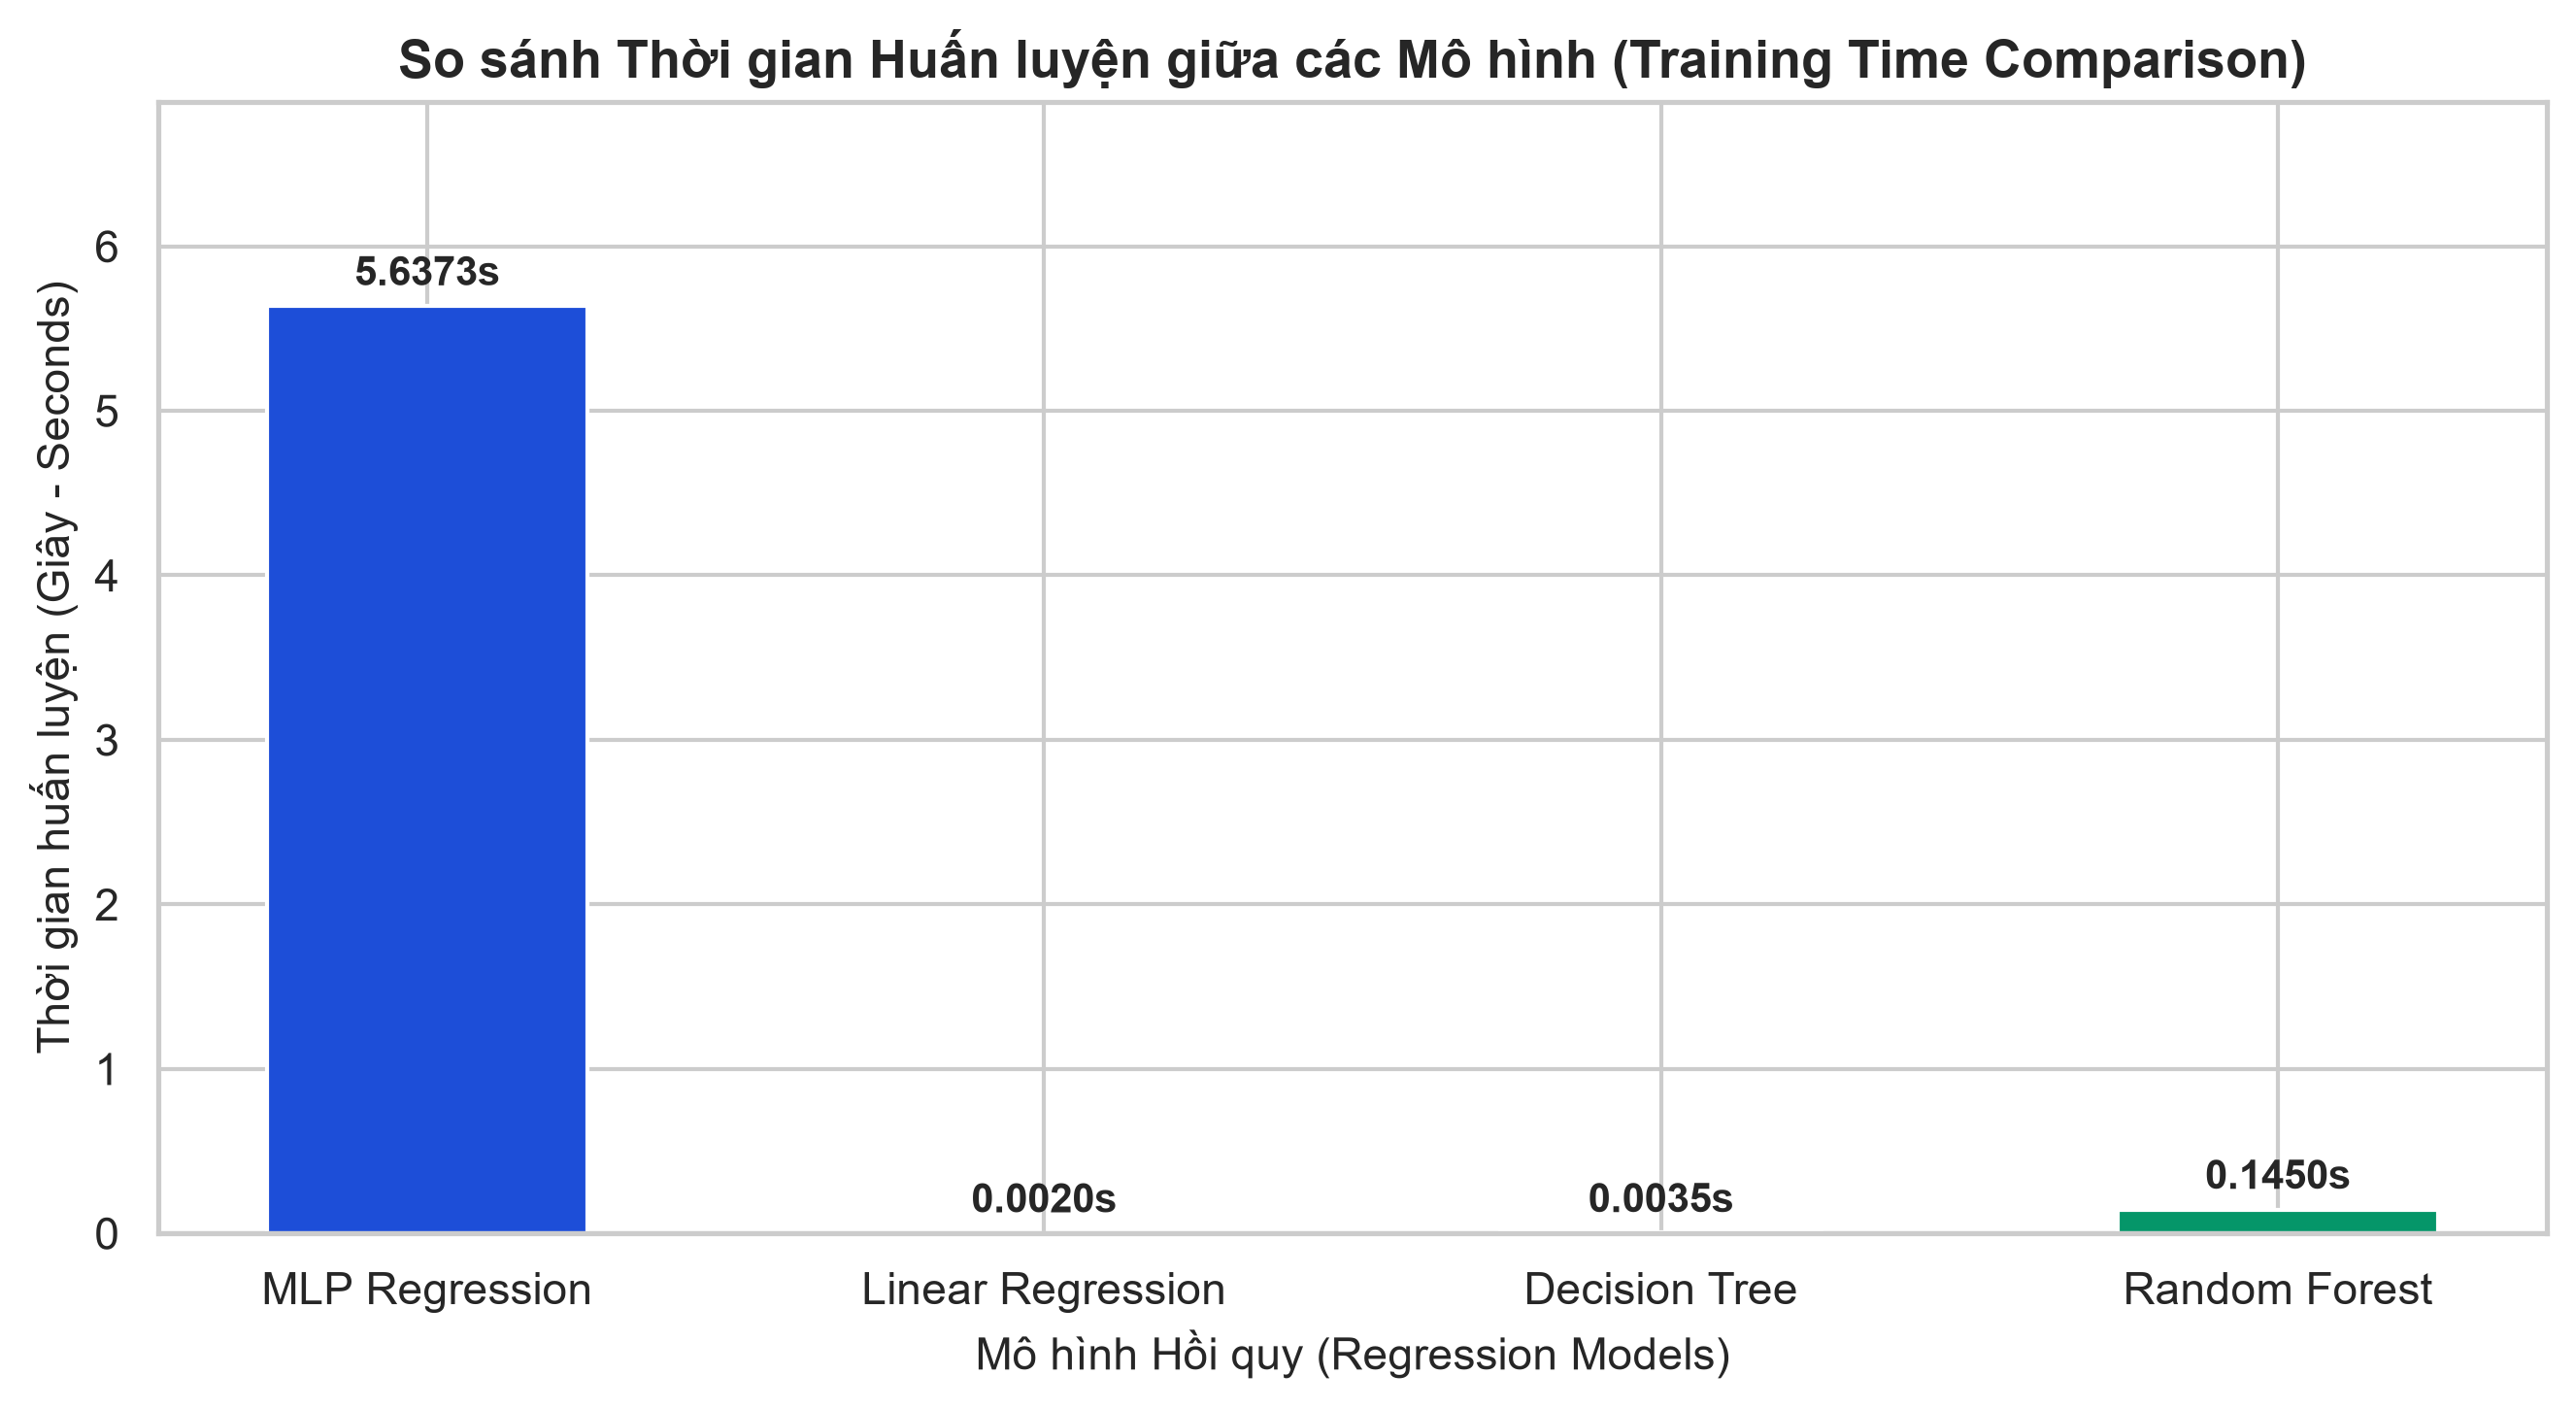 So sánh Thời gian Huấn luyện giữa các Mô hình (Training Time Comparison)
Thời gian huấn luyện (Giây - Seconds)
6
5
4
3
2
1
0
5.6373s
0.0020s
0.0035s
0.1450s
MLP Regression
Linear Regression
Decision Tree
Random Forest
Mô hình Hồi quy (Regression Models)